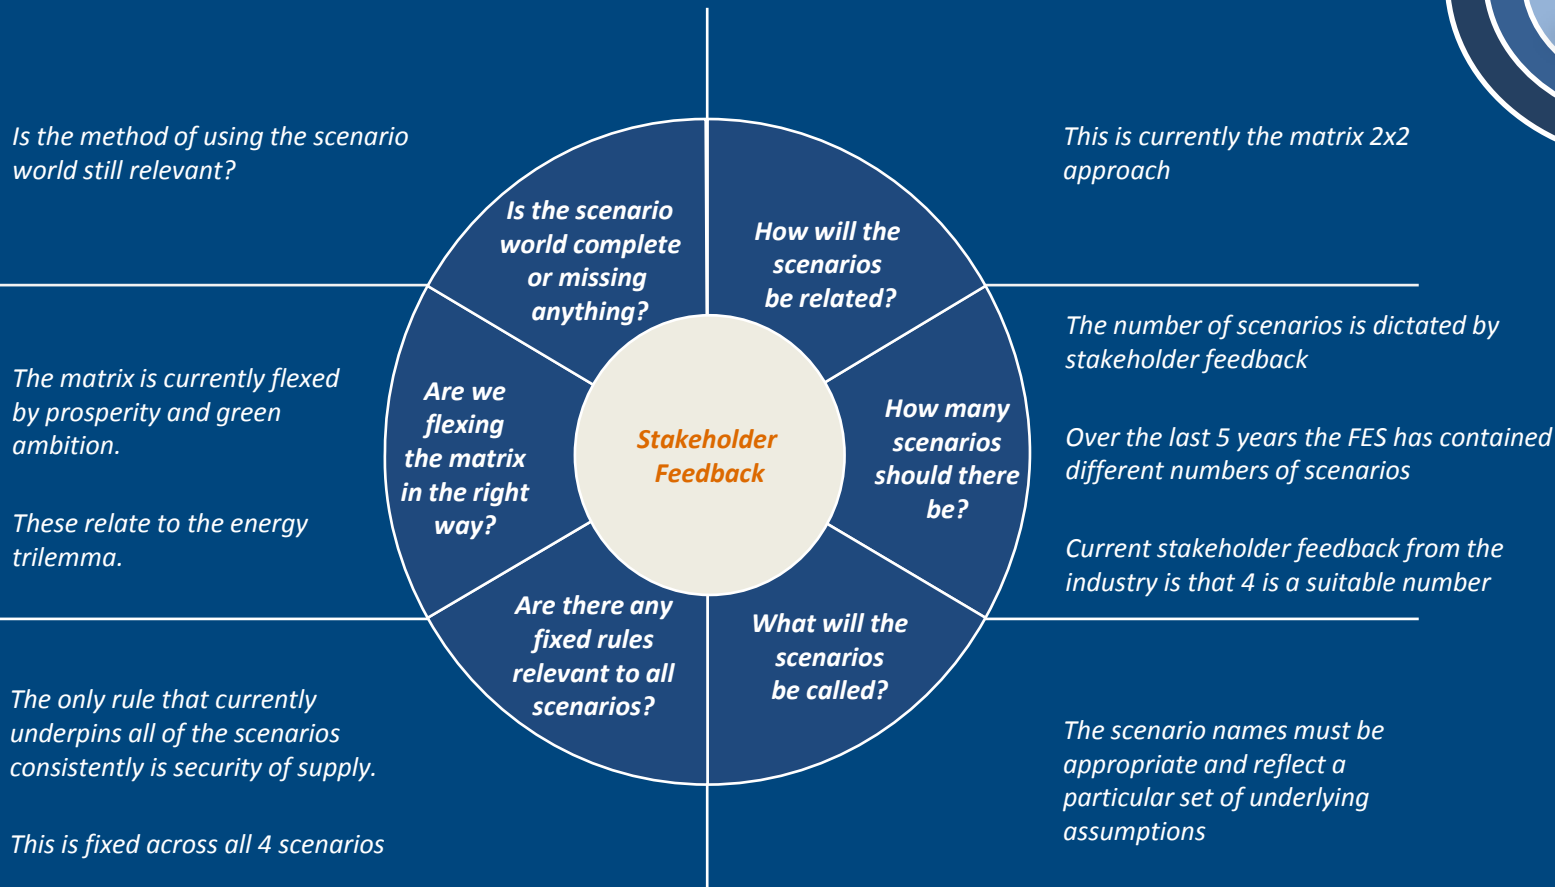 Is the method of using the scenario
world still relevant?
This is currently the matrix 2x2
approach
Is the scenario
world complete
or missing
anything?
How will the
scenarios
be related?
The matrix is currently flexed
by prosperity and green
ambition.
These relate to the energy
trilemma.
Are we
flexing
the matrix
in the right
way?
Stakeholder
Feedback
How many
scenarios
should there
be?
The number of scenarios is dictated by
stakeholder feedback
Over the last 5 years the FES has contained
different numbers of scenarios
Current stakeholder feedback from the
industry is that 4 is a suitable number
The only rule that currently
underpins all of the scenarios
consistently is security of supply.
This is fixed across all 4 scenarios
Are there any
fixed rules
relevant to all
scenarios?
What will the
scenarios
be called?
The scenario names must be
appropriate and reflect a
particular set of underlying
assumptions